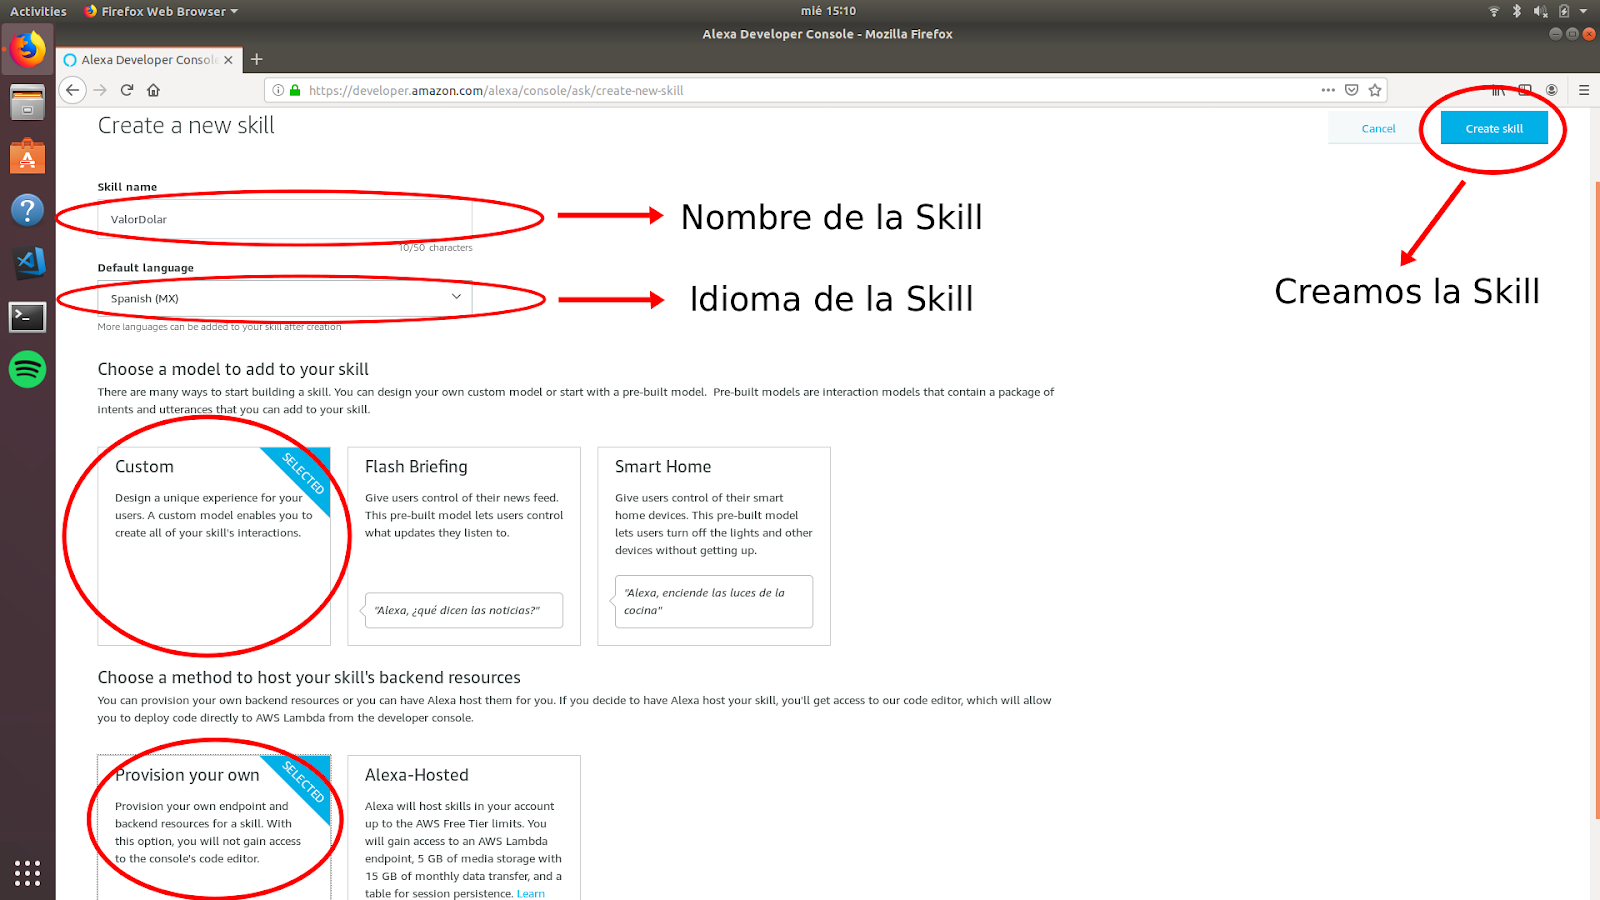 Activities Firefox Web Browser mié 15:10
Alexa Developer Console - Mozilla Firefox
Alexa Developer Console
https://developer.amazon.com/alexa/console/ask/create-new-skill
Create a new skill
Cancel
Create skill
Skill name
ValorDolar
10/50 characters
Nombre de la Skill
Default language
Spanish (MX)
More languages can be added to your skill after creation
Idioma de la Skill
Creamos la Skill
Choose a model to add to your skill
There are many ways to start building a skill. You can design your own custom model or start with a pre-built model. Pre-built models are interaction models that contain a package of
intents and utterances that you can add to your skill.
Custom
SELECTED
Design a unique experience for your
users. A custom model enables you to
create all of your skill's interactions.
Flash Briefing
Give users control of their news feed.
This pre-built model lets users control
what updates they listen to.
"Alexa, ¿qué dicen las noticias?"
Smart Home
Give users control of their smart
home devices. This pre-built model
lets users turn off the lights and other
devices without getting up.
"Alexa, enciende las luces de la
cocina"
Choose a method to host your skill's backend resources
You can provision your own backend resources or you can have Alexa host them for you. If you decide to have Alexa host your skill, you'll get access to our code editor, which will allow
you to deploy code directly to AWS Lambda from the developer console.
Provision your own
SELECTED
Provision your own endpoint and
backend resources for a skill. With
this option, you will not gain access
to the console's code editor.
Alexa-Hosted
Alexa will host skills in your account
up to the AWS Free Tier limits. You
will gain access to an AWS Lambda
endpoint, 5 GB of media storage with
15 GB of monthly data transfer, and a
table for session persistence. Learn